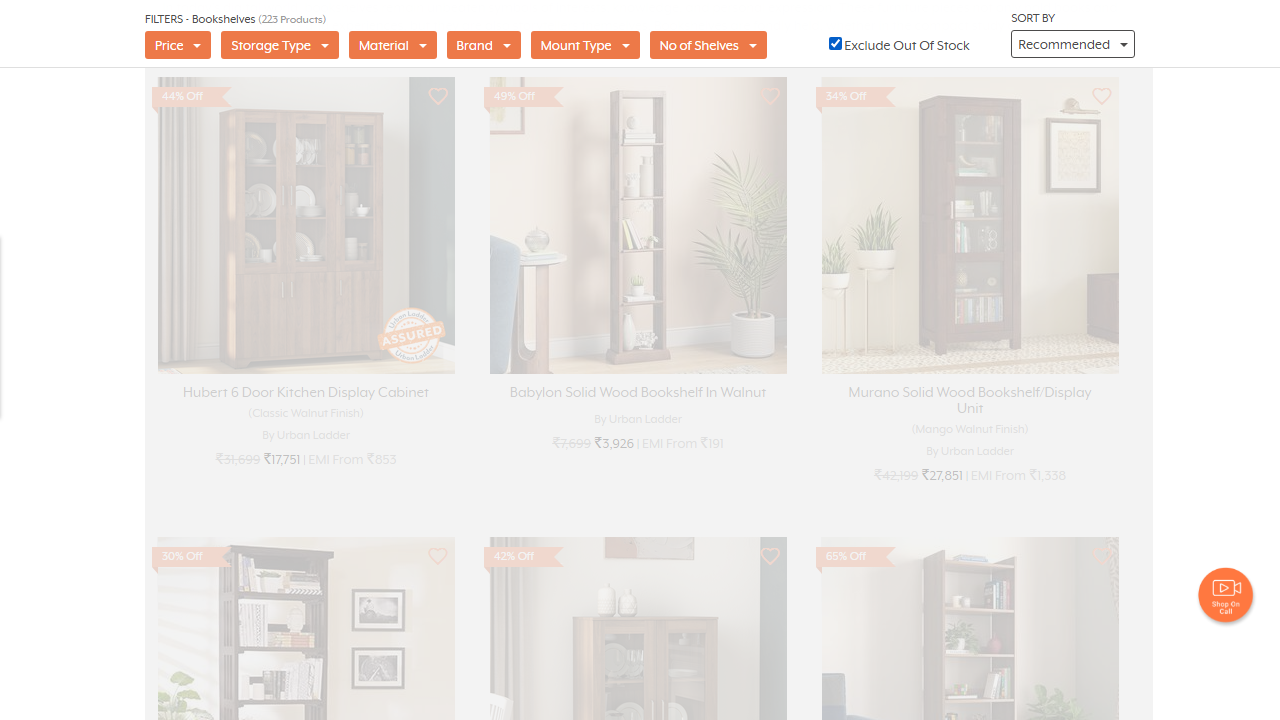 FILTERS - Bookshelves (223 Products)
SORT BY
Price
Storage Type
Material
Brand
Mount Type
No of Shelves
Exclude Out Of Stock
Recommended
44% Off
49% Off
34% Off
Urban Ladder
ASSURED
Urban Ladder
Hubert 6 Door Kitchen Display Cabinet
(Classic Walnut Finish)
By Urban Ladder
₹31,699 ₹17,751 | EMI From ₹853
Babylon Solid Wood Bookshelf In Walnut
By Urban Ladder
₹7,699 ₹3,926 | EMI From ₹191
Murano Solid Wood Bookshelf/Display
Unit
(Mango Walnut Finish)
By Urban Ladder
₹42,199 ₹27,851 | EMI From ₹1,338
30% Off
42% Off
65% Off
Shop On
Call